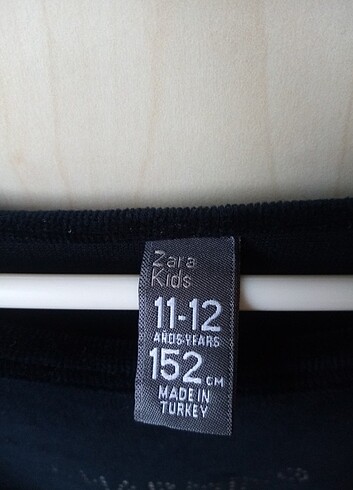 Zara
Kids
11-12
AÑOS-YEARS
152 CM
MADE IN
TURKEY